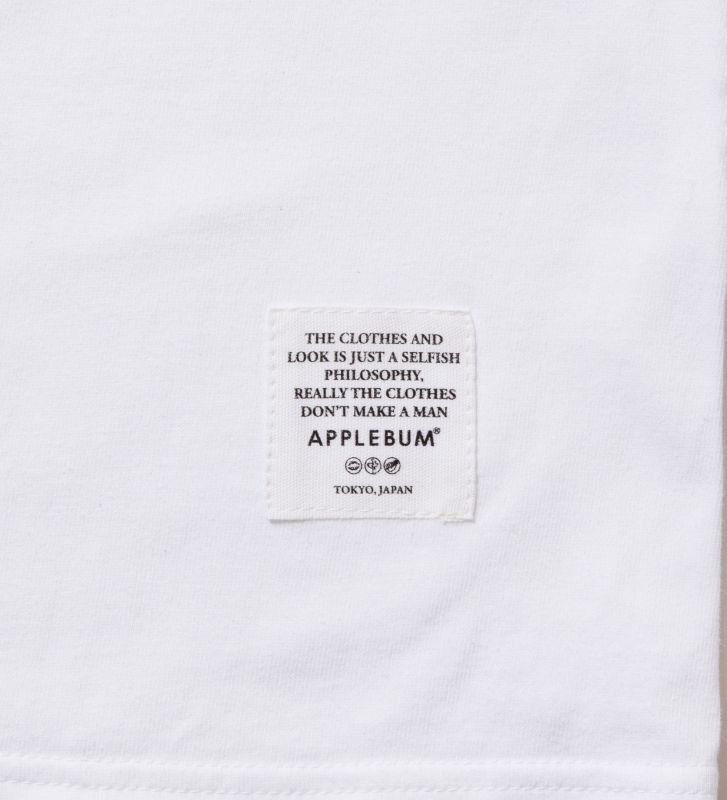 THE CLOTHES AND
LOOK IS JUST A SELFISH
PHILOSOPHY,
REALLY THE CLOTHES
DON'T MAKE A MAN
APPLEBUM®
TOKYO, JAPAN